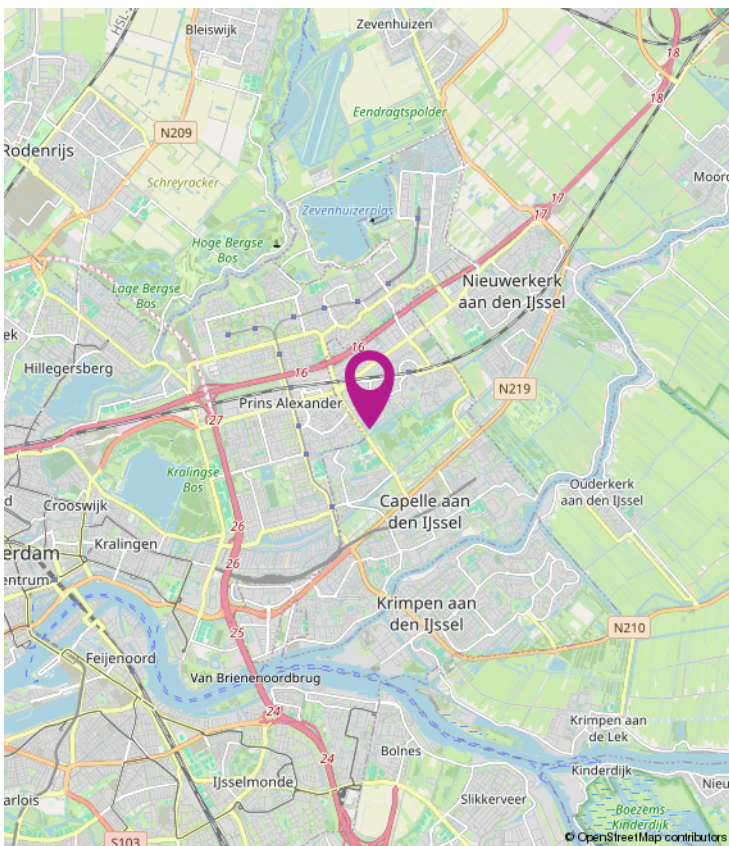 Bleiswijk
Zevenhuizen
HSL-
18
18
Eendragtspolder
N209
Rodenrijs
Schreyracker
Moord
17
17
Zevenhuizerplas
Hoge Bergse
Bos
Lage Bergse
Bos
Nieuwerkerk
aan den IJssel
ek
16
16
Hillegersberg
N219
Prins Alexander
27
Kralingse
Bos
Ouderkerk
aan den IJssel
d
Crooswijk
Capelle aan
den IJssel
26
Kralingen
erdam
26
entrum
Krimpen aan
den IJssel
25
N210
Feijenoord
Van Brienenoordbrug
24
Krimpen aan
de Lek
24
Bolnes
Kinderdijk
IJsselmonde
Nieu
arlois
Slikkerveer
Boezems
Kinderdijk
S103
© OpenStreetMap contributors